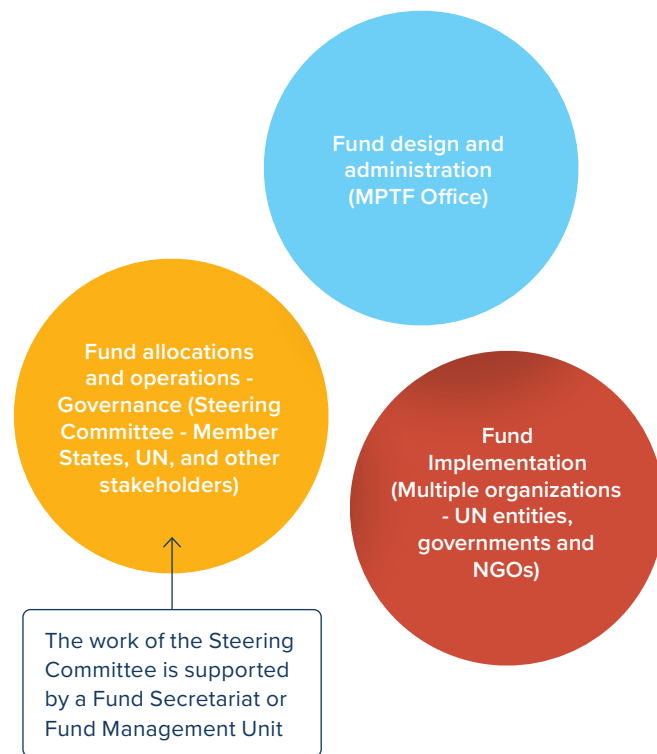 Fund design and
administration
(MPTF Office)
Fund allocations
and operations -
Governance (Steering
Committee - Member
States, UN, and other
stakeholders)
Fund
Implementation
(Multiple organizations
- UN entities,
governments and
NGOs)
The work of the Steering
Committee is supported
by a Fund Secretariat or
Fund Management Unit